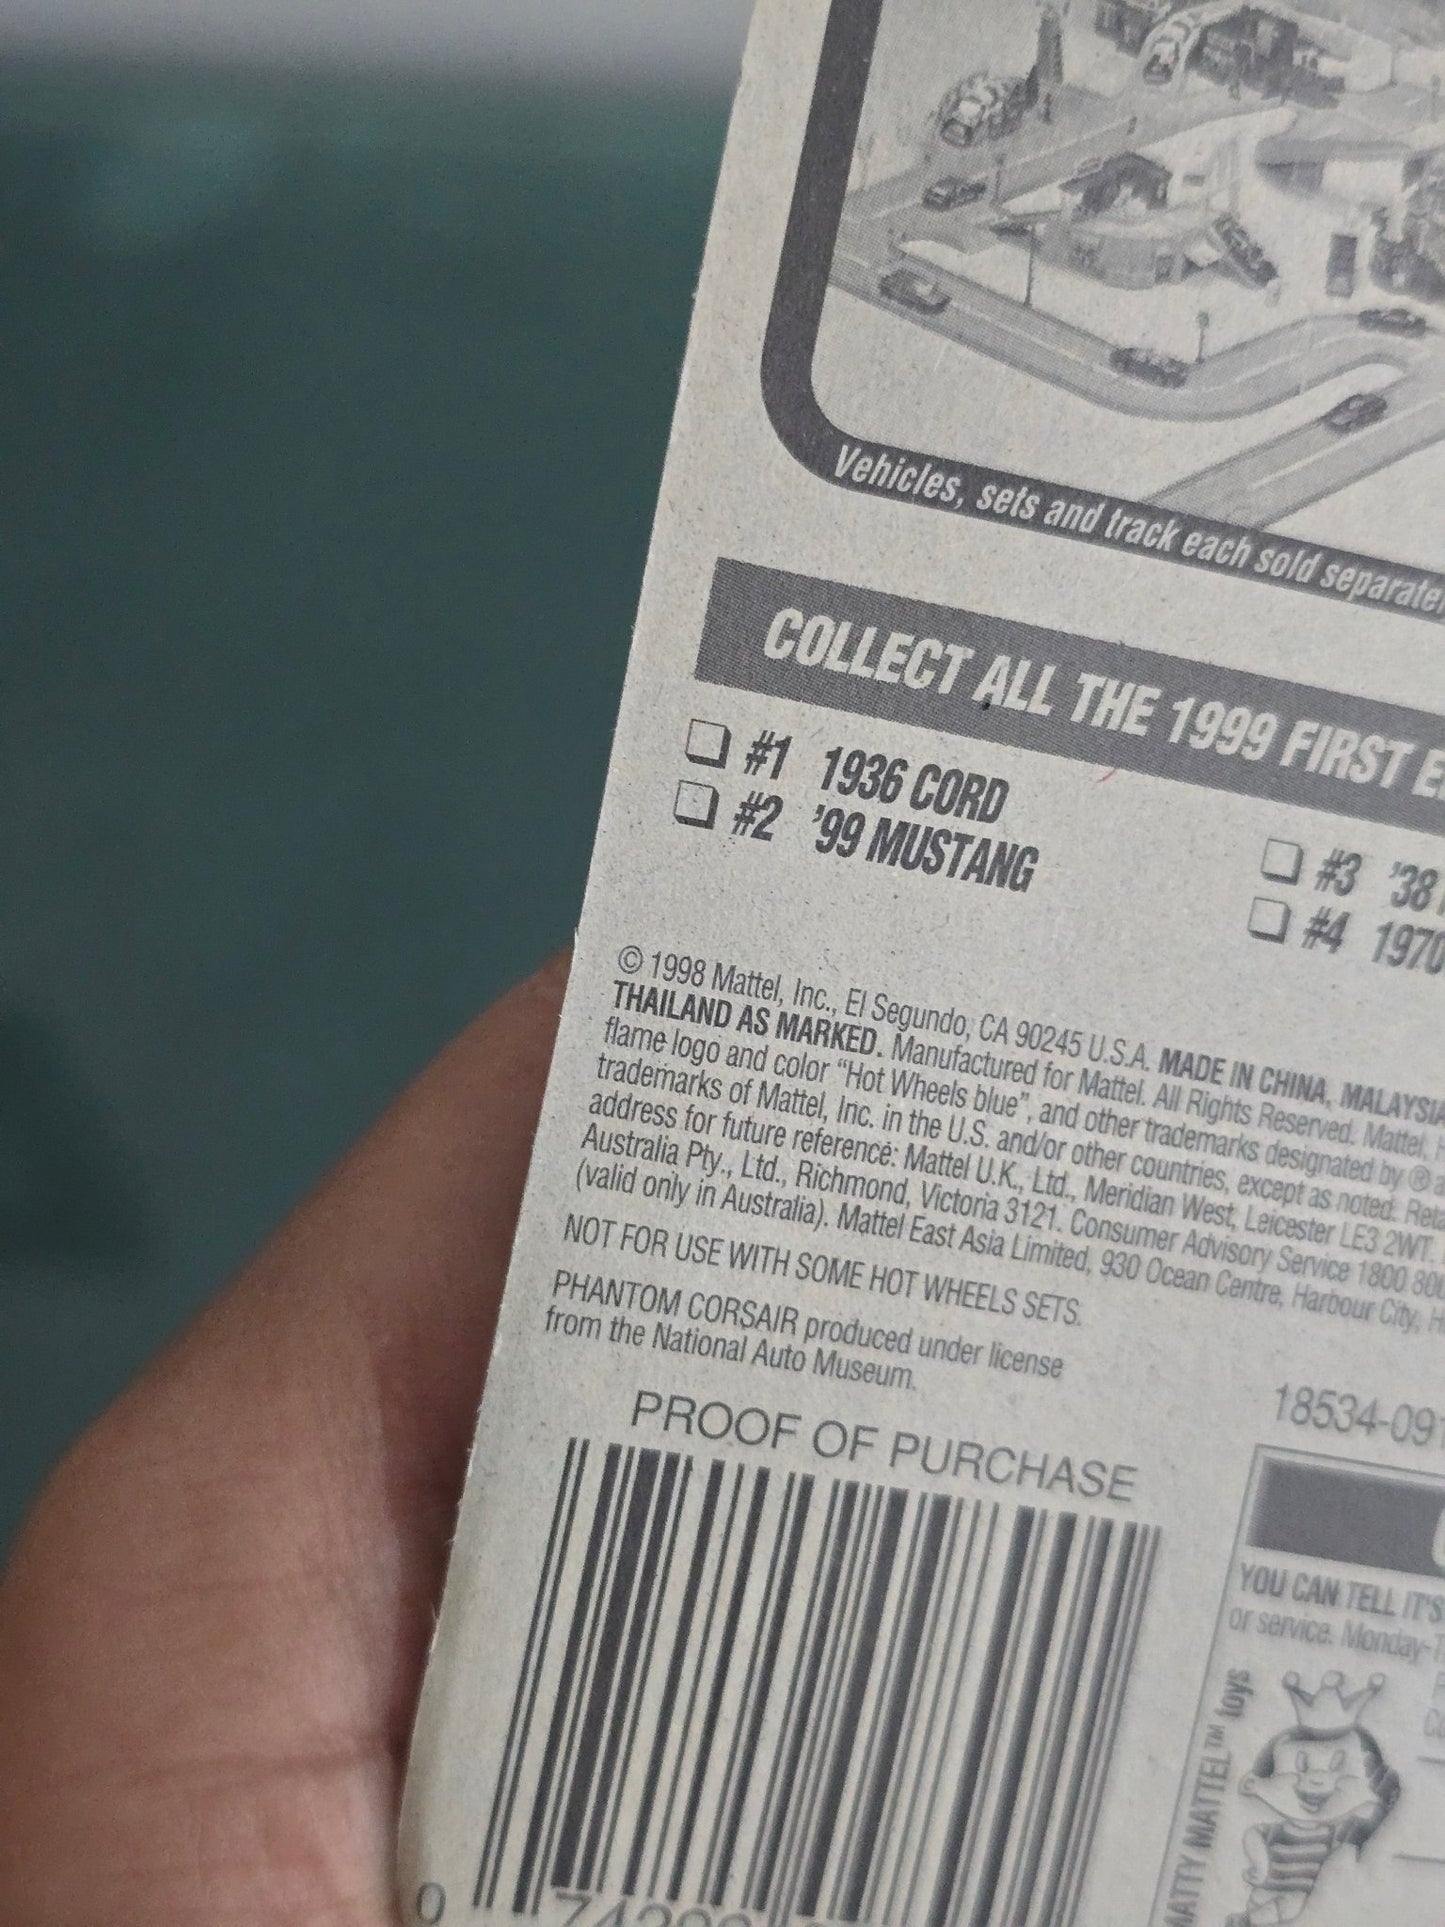 Vehicles, sets and track each sold
COLLECT ALL THE 1999 FIRST
#1 1936 CORD
#2 '99 MUSTANG
#3 '38
#4 1970
© 1998 Mattel, Inc., El Segundo, CA 90245 U.S.A. MADE IN CHINA, MALAYSIA
THAILAND AS MARKED. Manufactured for Mattel. All Rights Reserved. Mattel,
flame logo and color “Hot Wheels blue”, and other trademarks designated by ®
trademarks of Mattel, Inc. in the U.S. and/or other countries, except as noted.
address for future reference: Mattel U.K., Ltd., Meridian West, Leicester LE3 2WT.
Australia Pty., Ltd., Richmond, Victoria 3121. Consumer Advisory Service 1800
(valid only in Australia). Mattel East Asia Limited, 930 Ocean Centre, Harbour City,
NOT FOR USE WITH SOME HOT WHEELS SETS.
PHANTOM CORSAIR produced under license
from the National Auto Museum.
18534-091
PROOF OF PURCHASE
YOU CAN TELL IT'S
or service. Monday-
MATTY MATTEL™ toys
0